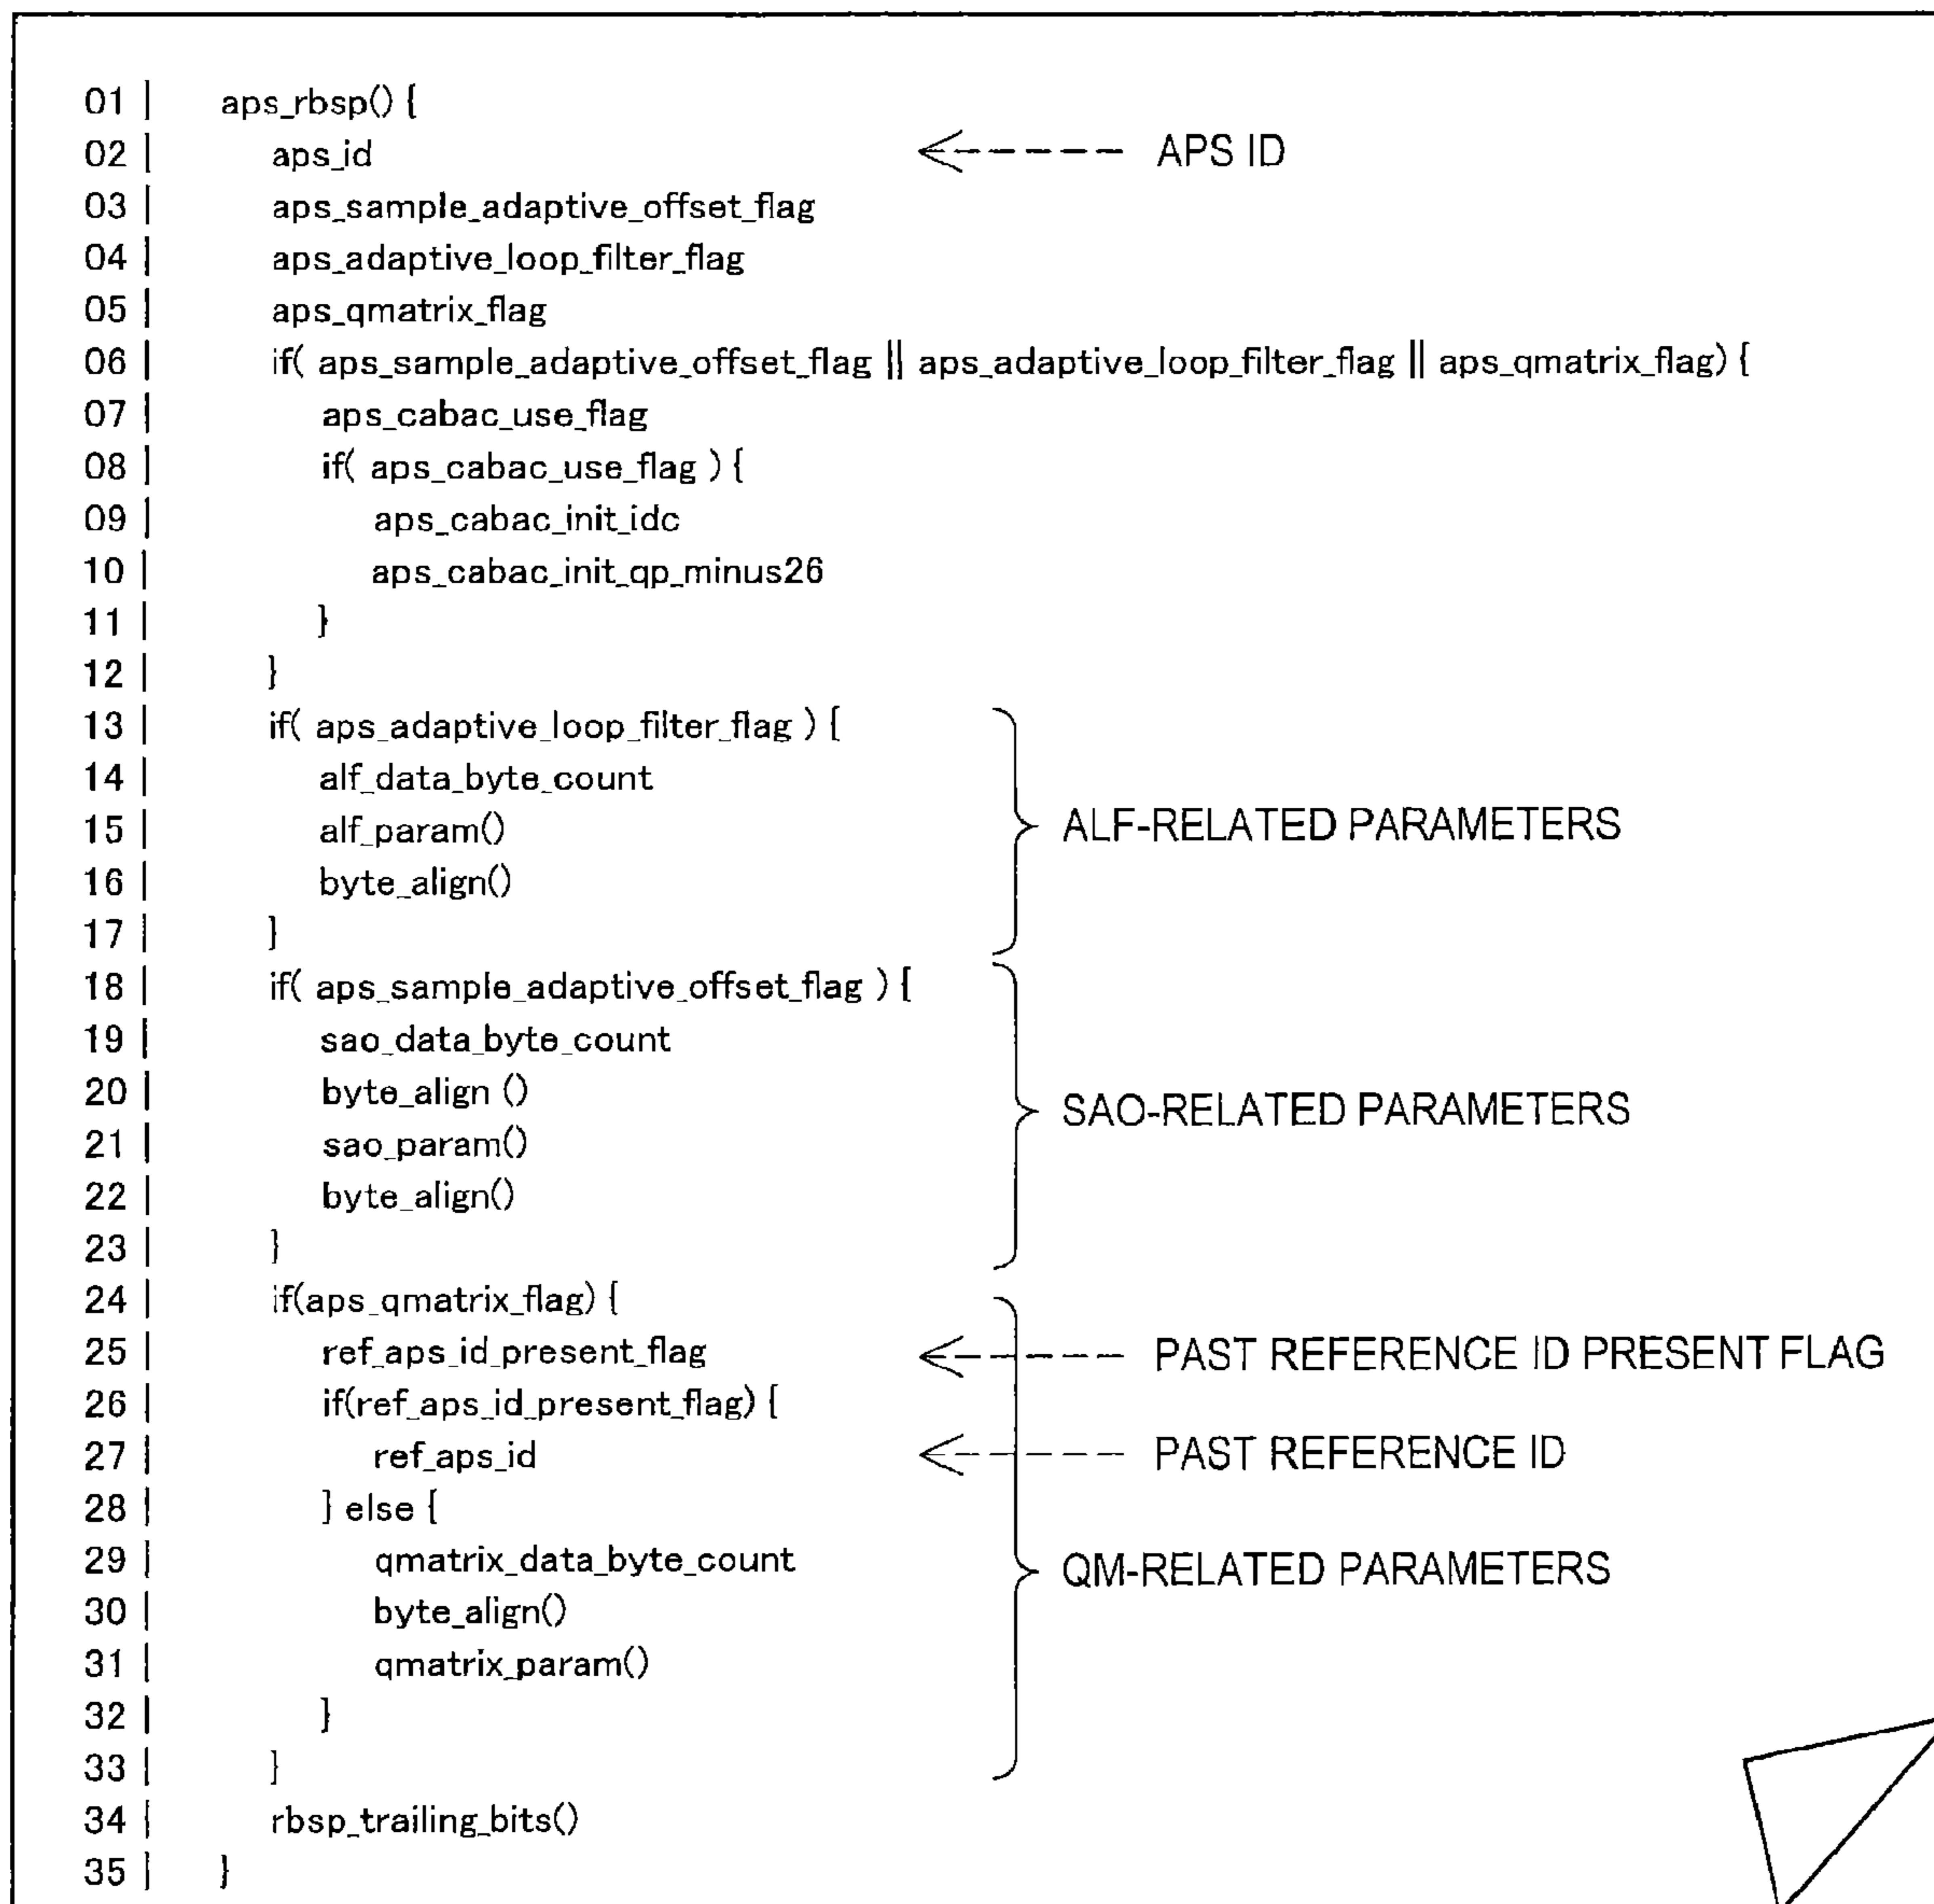 01 | aps_rbsp() {
02 | aps_id <----- APS ID
03 | aps_sample_adaptive_offset_flag
04 | aps_adaptive_loop_filter_flag
05 | aps_qmatrix_flag
06 | if( aps_sample_adaptive_offset_flag || aps_adaptive_loop_filter_flag || aps_qmatrix_flag) {
07 | aps_cabac_use_flag
08 | if( aps_cabac_use_flag ) {
09 | aps_cabac_init_idc
10 | aps_cabac_init_qp_minus26
11 | }
12 | }
13 | if( aps_adaptive_loop_filter_flag ) {
14 | alf_data_byte_count
15 | alf_param() ALF-RELATED PARAMETERS
16 | byte_align()
17 | }
18 | if( aps_sample_adaptive_offset_flag ) {
19 | sao_data_byte_count
20 | byte_align () SAO-RELATED PARAMETERS
21 | sao_param()
22 | byte_align()
23 | }
24 | if(aps_qmatrix_flag) {
25 | ref_aps_id_present_flag <----- PAST REFERENCE ID PRESENT FLAG
26 | if(ref_aps_id_present_flag) {
27 | ref_aps_id <----- PAST REFERENCE ID
28 | } else {
29 | qmatrix_data_byte_count QM-RELATED PARAMETERS
30 | byte_align()
31 | qmatrix_param()
32 | }
33 | }
34 | rbsp_trailing_bits()
35 | }